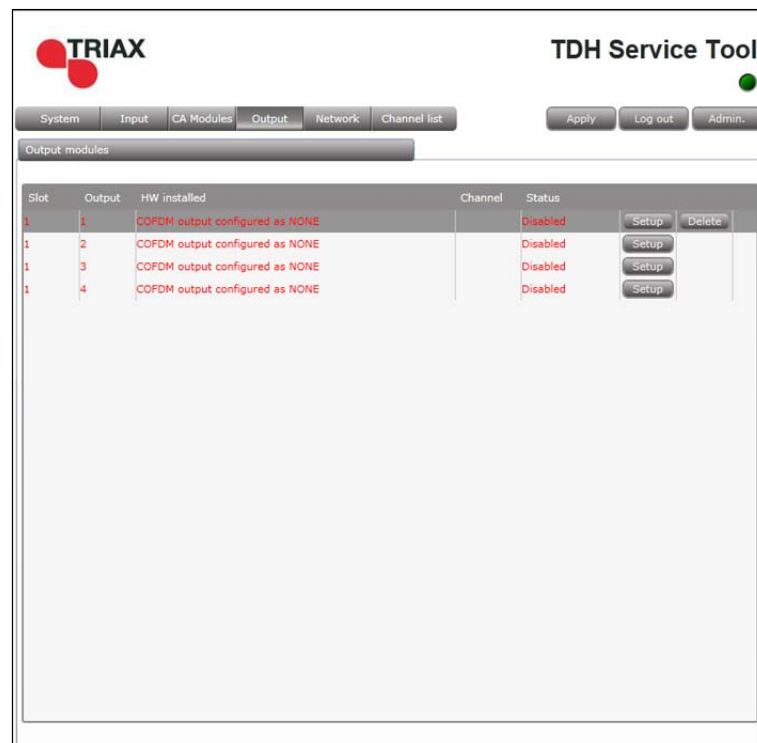 TRIAX
TDH Service Tool
System Input CA Modules Output Network Channel list Apply Log out Admin.
Output modules
Slot Output HW installed Channel Status
1 1 COFDM output configured as NONE Disabled Setup Delete
1 2 COFDM output configured as NONE Disabled Setup
1 3 COFDM output configured as NONE Disabled Setup
1 4 COFDM output configured as NONE Disabled Setup